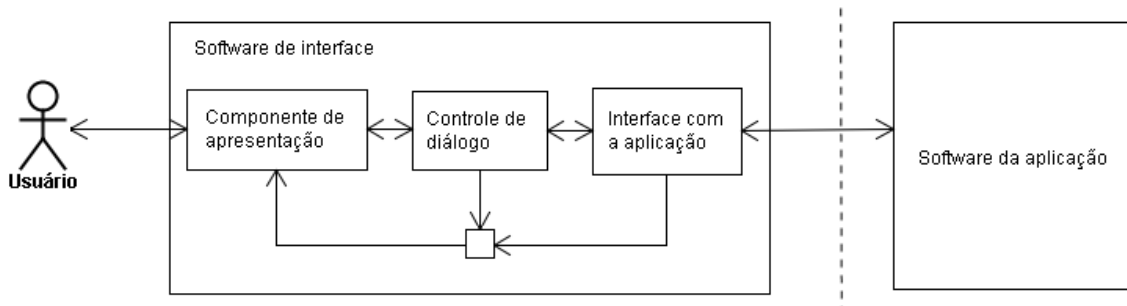 Software de interface
Componente de
apresentação
Controle de
diálogo
Interface com
a aplicação
Software da aplicação
Usuário